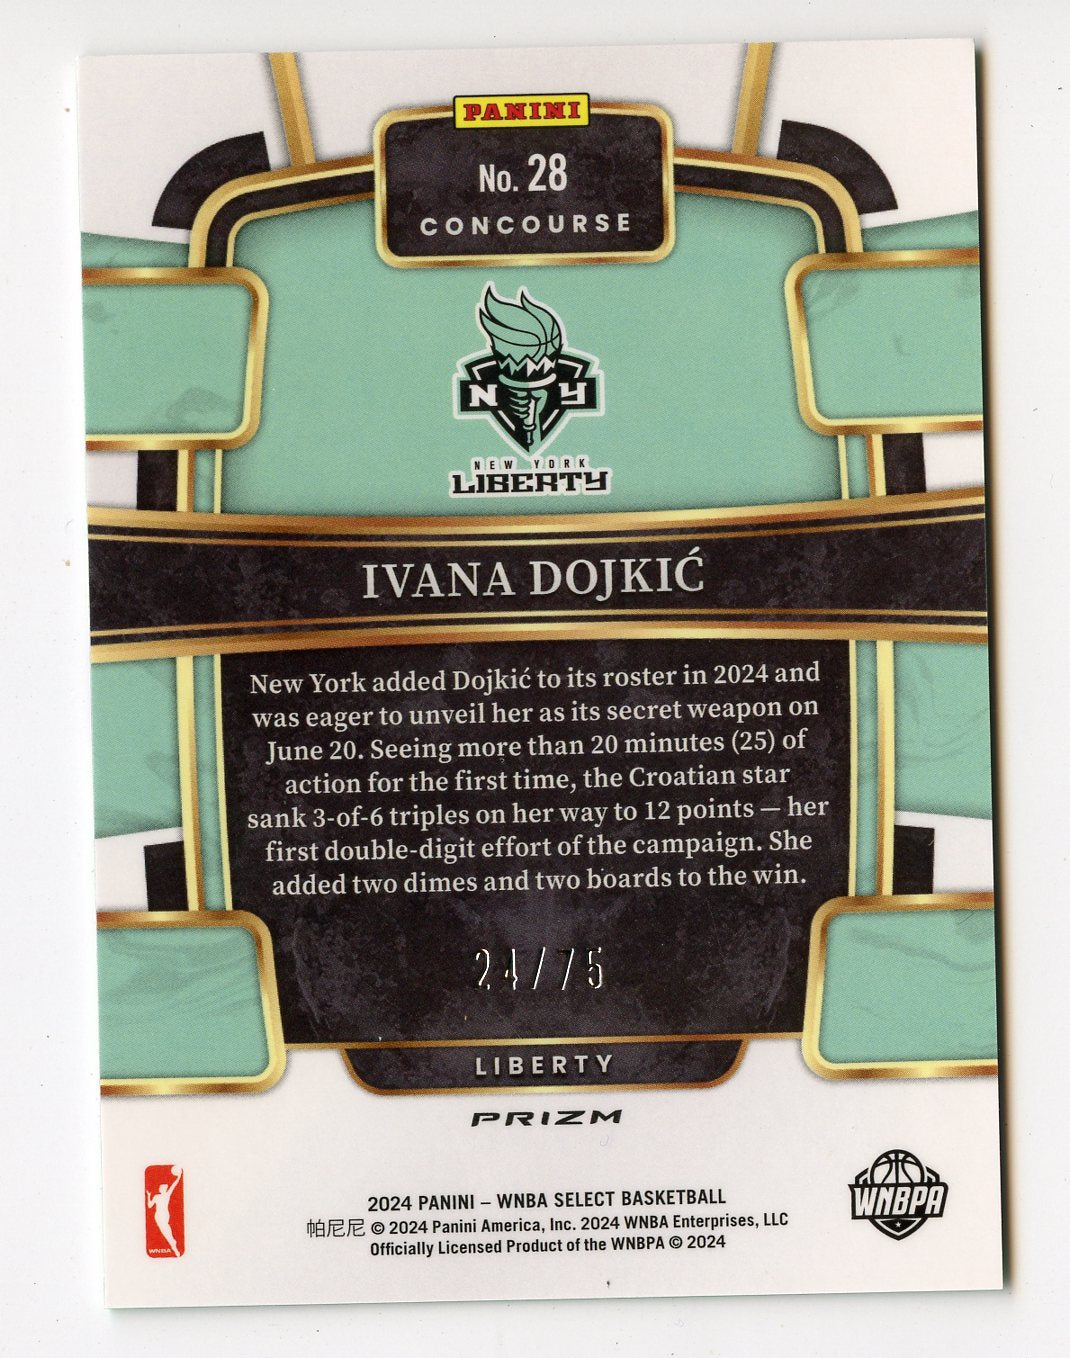 PANINI
No. 28
CONCOURSE
N Y
NEW YORK
LIBERTY
IVANA DOJKIĆ
New York added Dojkić to its roster in 2024 and
was eager to unveil her as its secret weapon on
June 20. Seeing more than 20 minutes (25) of
action for the first time, the Croatian star
sank 3-of-6 triples on her way to 12 points — her
first double-digit effort of the campaign. She
added two dimes and two boards to the win.
24/75
LIBERTY
PRIZM
WNBA
WNBPA
2024 PANINI – WNBA SELECT BASKETBALL
帕尼尼 © 2024 Panini America, Inc. 2024 WNBA Enterprises, LLC
Officially Licensed Product of the WNBPA © 2024